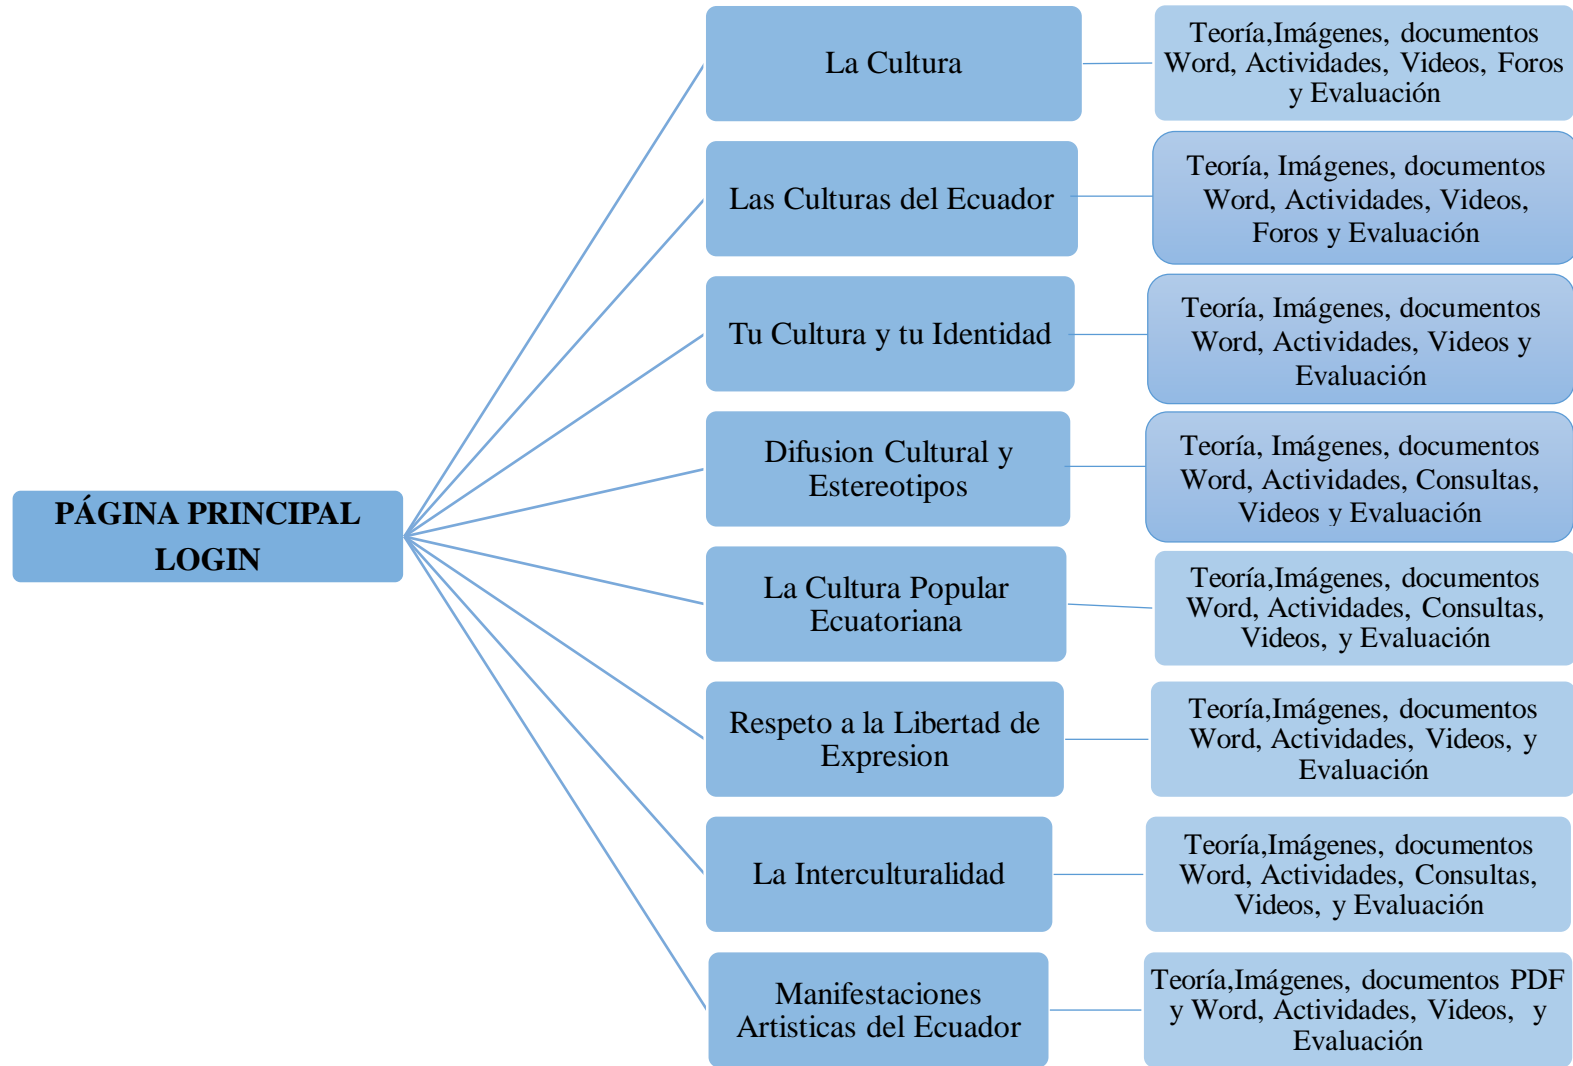 PÁGINA PRINCIPAL
LOGIN
La Cultura
Teoría,Imágenes, documentos
Word, Actividades, Videos, Foros
y Evaluación
Las Culturas del Ecuador
Teoría, Imágenes, documentos
Word, Actividades, Videos,
Foros y Evaluación
Tu Cultura y tu Identidad
Teoría, Imágenes, documentos
Word, Actividades, Videos y
Evaluación
Difusion Cultural y
Estereotipos
Teoría, Imágenes, documentos
Word, Actividades, Consultas,
Videos y Evaluación
La Cultura Popular
Ecuatoriana
Teoría,Imágenes, documentos
Word, Actividades, Consultas,
Videos, y Evaluación
Respeto a la Libertad de
Expresion
Teoría,Imágenes, documentos
Word, Actividades, Videos, y
Evaluación
La Interculturalidad
Teoría,Imágenes, documentos
Word, Actividades, Consultas,
Videos, y Evaluación
Manifestaciones
Artisticas del Ecuador
Teoría,Imágenes, documentos PDF
y Word, Actividades, Videos, y
Evaluación